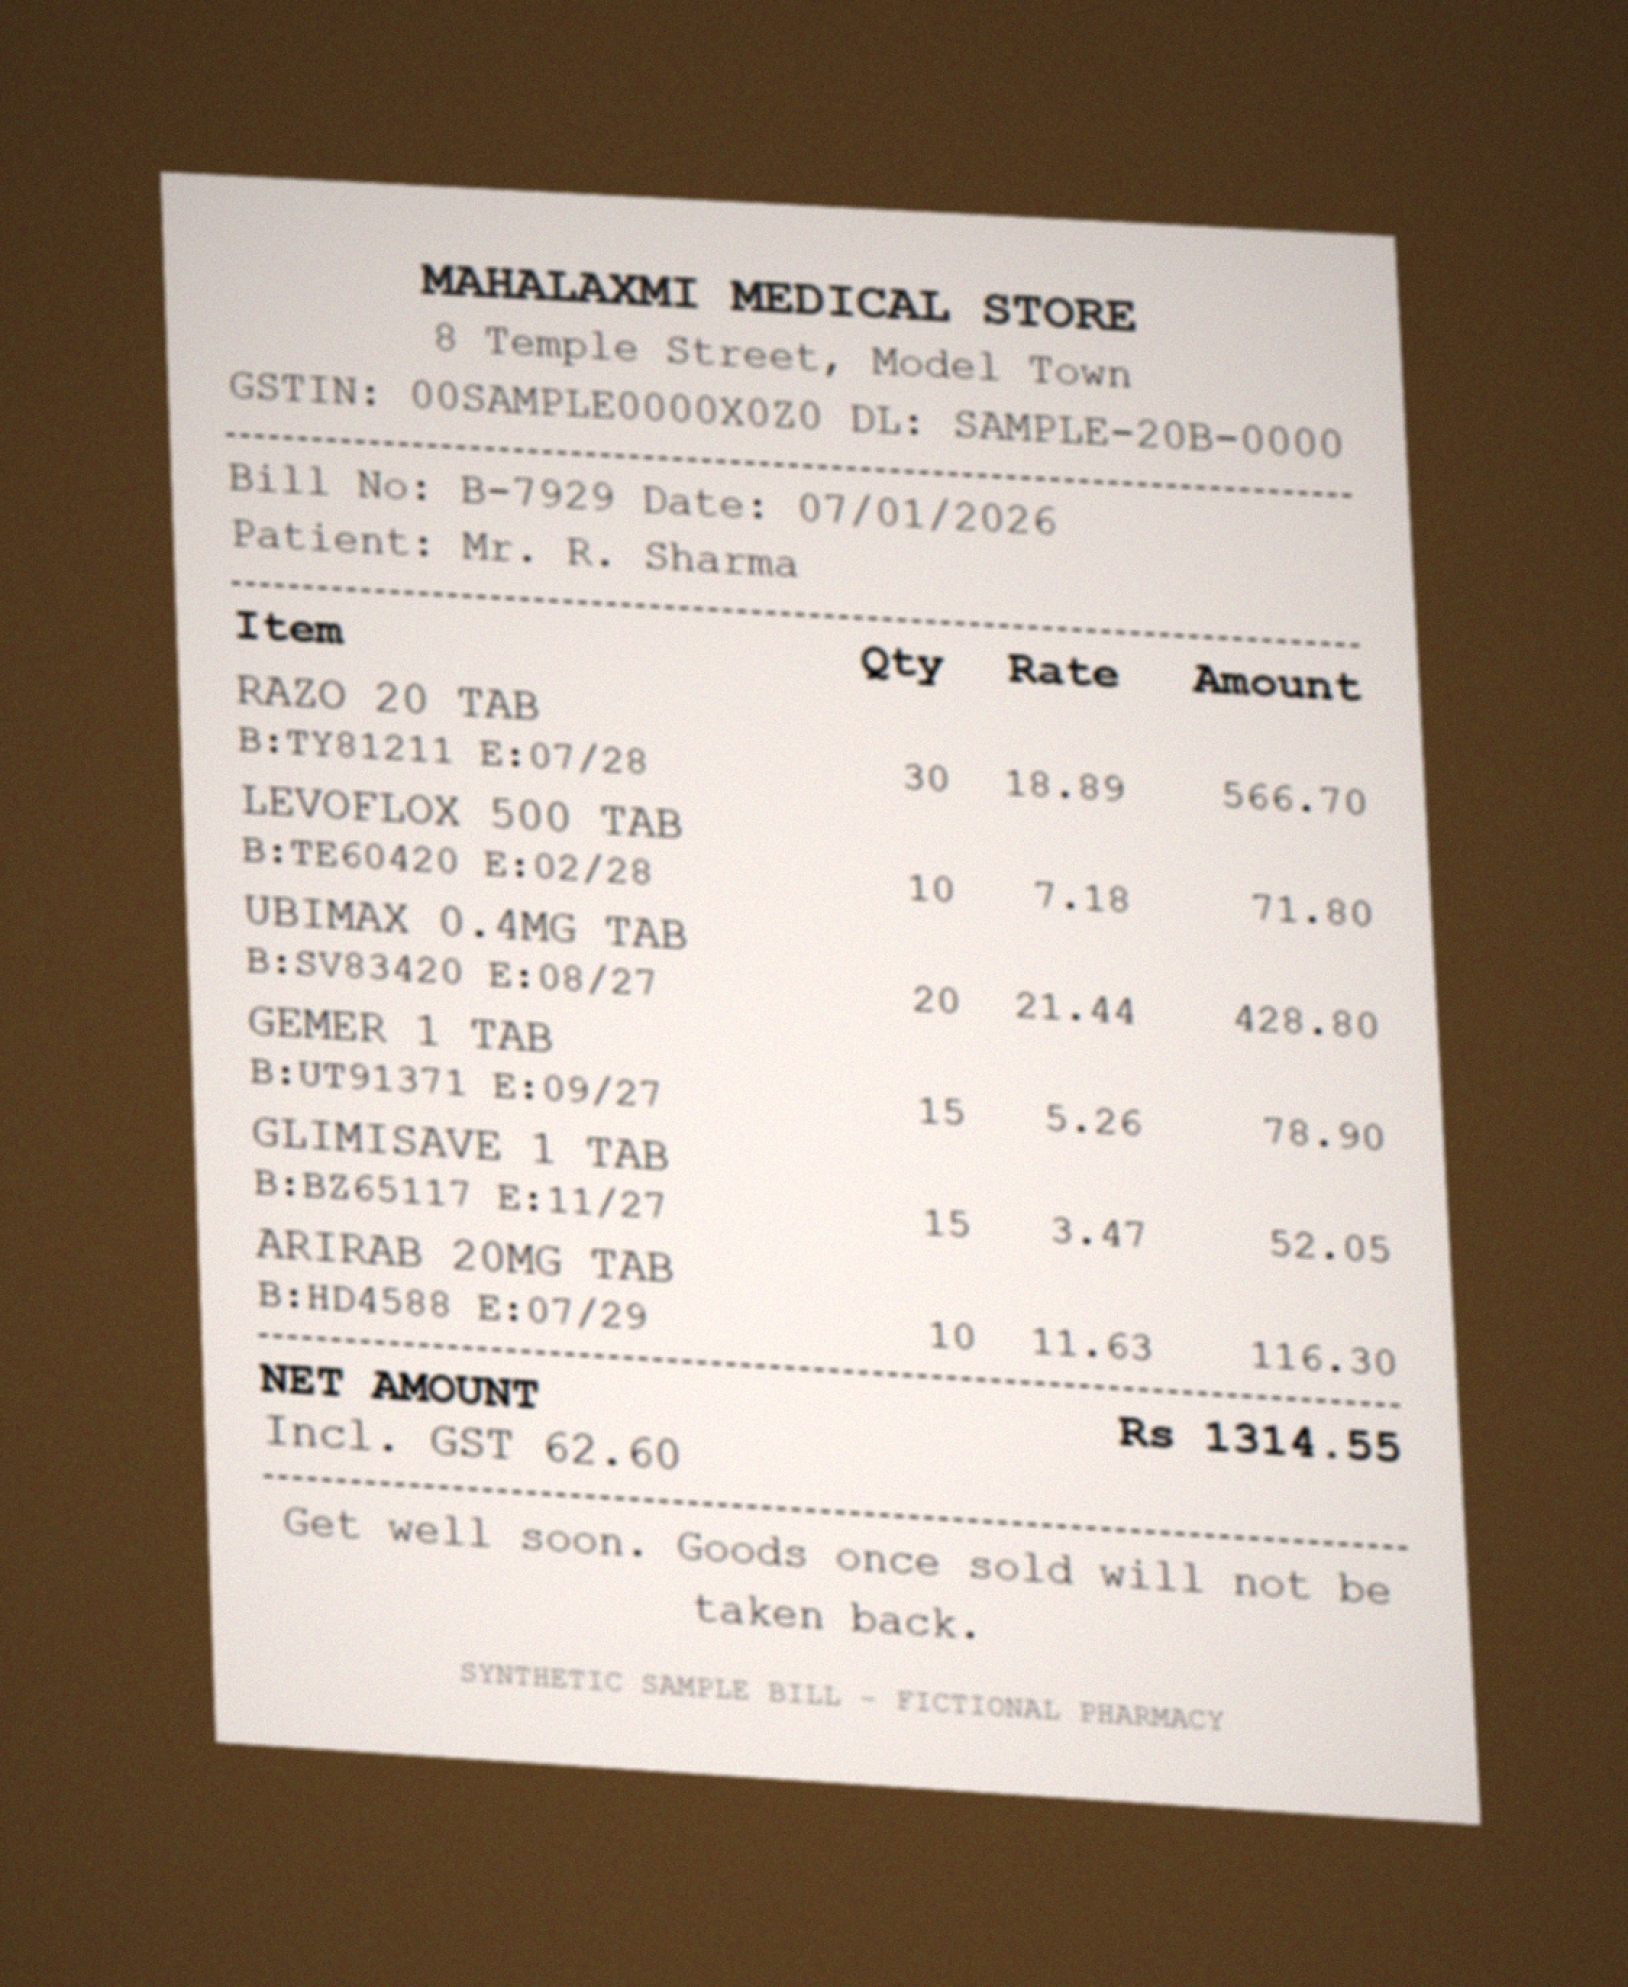 MAHALAXMI MEDICAL STORE
8 Temple Street, Model Town
GSTIN: 00SAMPLE0000X0Z0 DL: SAMPLE-20B-0000
Bill No: B-7929 Date: 07/01/2026
Patient: Mr. R. Sharma
Item Qty Rate Amount
RAZO 20 TAB
B:TY81211 E:07/28 30 18.89 566.70
LEVOFLOX 500 TAB
B:TE60420 E:02/28 10 7.18 71.80
UBIMAX 0.4MG TAB
B:SV83420 E:08/27 20 21.44 428.80
GEMER 1 TAB
B:UT91371 E:09/27 15 5.26 78.90
GLIMISAVE 1 TAB
B:BZ65117 E:11/27 15 3.47 52.05
ARIRAB 20MG TAB
B:HD4588 E:07/29 10 11.63 116.30
NET AMOUNT Rs 1314.55
Incl. GST 62.60
Get well soon. Goods once sold will not be
taken back.
SYNTHETIC SAMPLE BILL - FICTIONAL PHARMACY